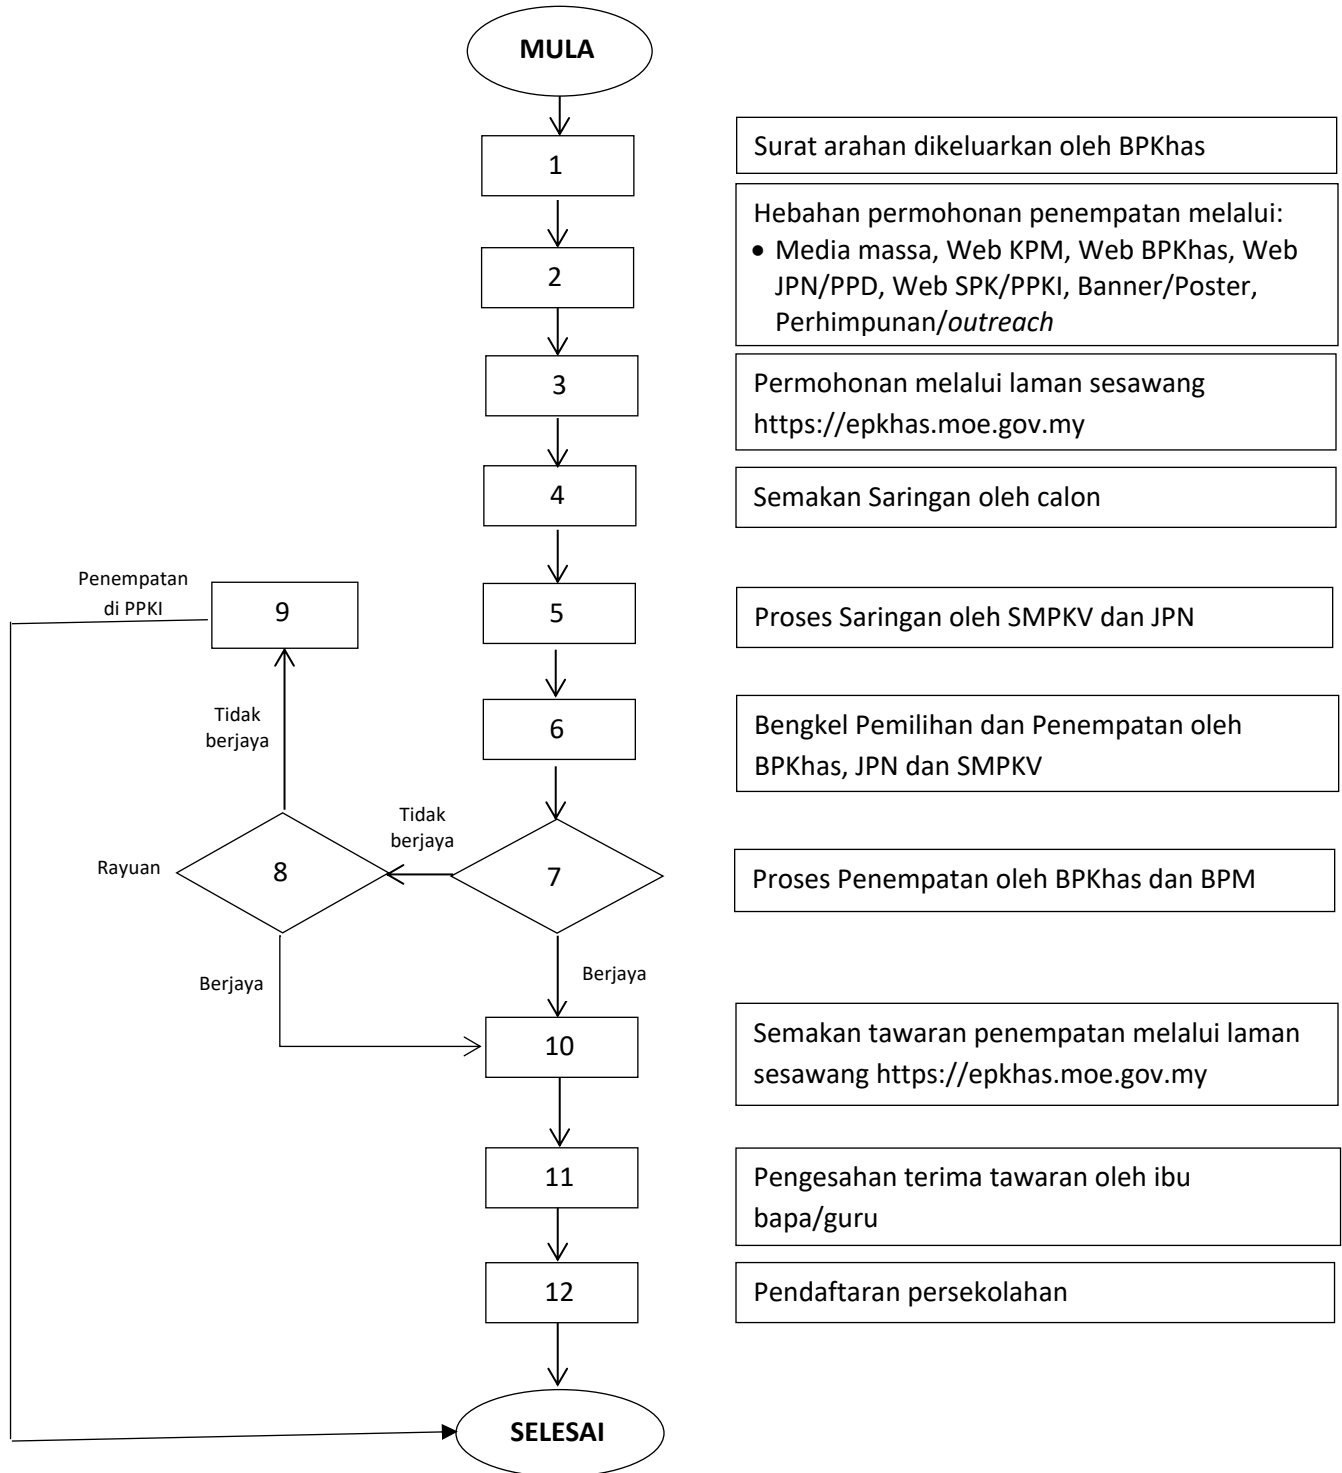 MULA
1
Surat arahan dikeluarkan oleh BPKhas
2
Hebahan permohonan penempatan melalui:
• Media massa, Web KPM, Web BPKhas, Web
JPN/PPD, Web SPK/PPKI, Banner/Poster,
Perhimpunan/outreach
3
Permohonan melalui laman sesawang
https://epkhas.moe.gov.my
4
Semakan Saringan oleh calon
Penempatan
di PPKI
9
5
Proses Saringan oleh SMPKV dan JPN
Tidak
berjaya
6
Bengkel Pemilihan dan Penempatan oleh
BPKhas, JPN dan SMPKV
Tidak
berjaya
Rayuan
8
7
Proses Penempatan oleh BPKhas dan BPM
Berjaya
Berjaya
10
Semakan tawaran penempatan melalui laman
sesawang https://epkhas.moe.gov.my
11
Pengesahan terima tawaran oleh ibu
bapa/guru
12
Pendaftaran persekolahan
SELESAI